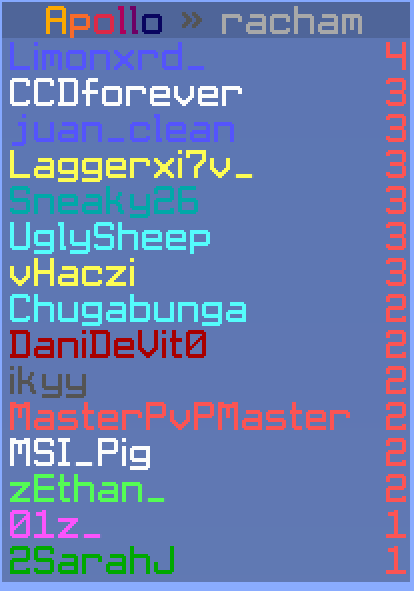 Apollo » racham
Limonxrd_ 4
CCDforever 3
juan_clean 3
Laggerxi7v_ 3
Sneaky26 3
UglySheep 3
vHaczi 3
Chugabunga 2
DaniDeVit0 2
ikyy 2
MasterPvPMaster 2
MSI_Pig 2
zEthan_ 2
01z_ 1
2SarahJ 1